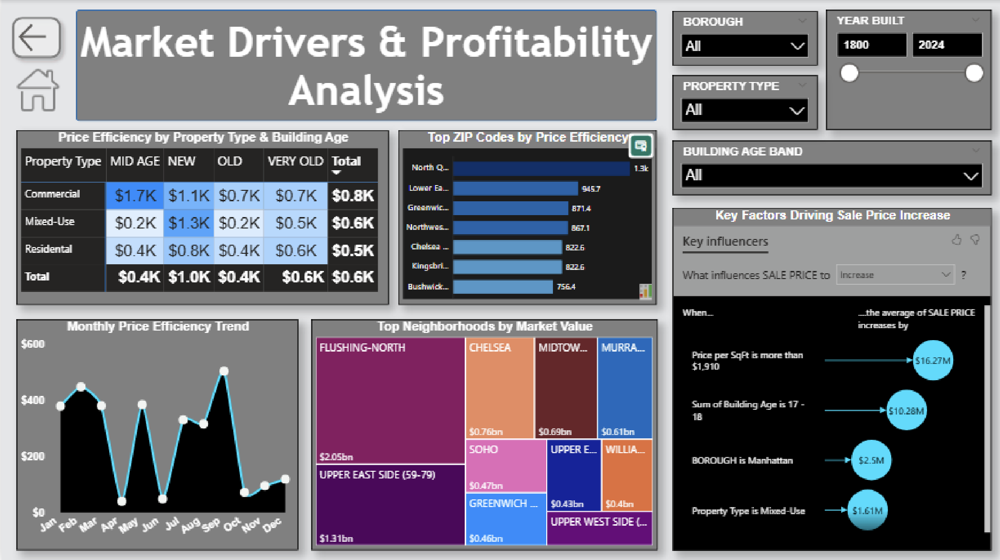 Market Drivers & Profitability
Analysis
BOROUGH
All
YEAR BUILT
1800 2024
PROPERTY TYPE
All
BUILDING AGE BAND
All
Price Efficiency by Property Type & Building Age
Property Type MID AGE NEW OLD VERY OLD Total
Commercial $1.7K $1.1K $0.7K $0.7K $0.8K
Mixed-Use $0.2K $1.3K $0.2K $0.5K $0.6K
Residental $0.4K $0.8K $0.4K $0.6K $0.5K
Total $0.4K $1.0K $0.4K $0.6K $0.6K
Top ZIP Codes by Price Efficiency
North Q... 1.3k
Lower Ea... 945.7
Greenwic... 871.4
Northwes... 867.1
Chelsea ... 822.6
Kingsbri... 822.6
Bushwick... 756.4
Monthly Price Efficiency Trend
$600
$400
$200
$0
Jan Feb Mar Apr May Jun Jul Aug Sep Oct Nov Dec
Top Neighborhoods by Market Value
FLUSHING-NORTH
$2.05bn
UPPER EAST SIDE (59-79)
$1.31bn
CHELSEA
$0.76bn
MIDTOW...
$0.69bn
MURRA...
$0.61bn
SOHO
$0.47bn
GREENWICH ...
$0.46bn
UPPER E...
$0.43bn
WILLIA...
$0.4bn
UPPER WEST SIDE (...
Key Factors Driving Sale Price Increase
Key influencers
What influences SALE PRICE to Increase ?
When...
....the average of SALE PRICE
increases by
Price per SqFt is more than
$1,910
$16.27M
Sum of Building Age is 17 -
18
$10.28M
BOROUGH is Manhattan
$2.5M
Property Type is Mixed-Use
$1.61M